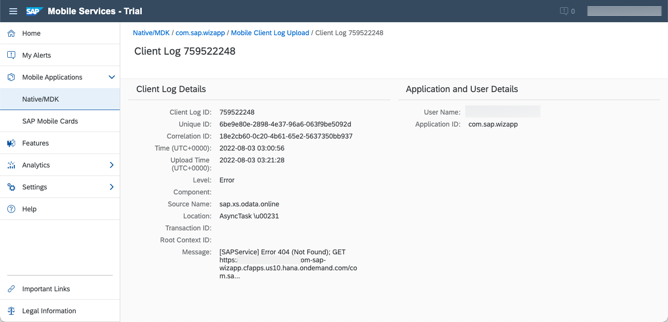 SAP Mobile Services - Trial
0
Home
My Alerts
Mobile Applications
Native/MDK
SAP Mobile Cards
Features
Analytics
Settings
Help
Important Links
Legal Information
Native/MDK / com.sap.wizapp / Mobile Client Log Upload / Client Log 759522248
Client Log 759522248
Client Log Details
Client Log ID: 759522248
Unique ID: 6be9e80e-2898-4e37-96a6-063f9be5092d
Correlation ID: 18e2cb60-0c20-4b61-65e2-5637350bb937
Time (UTC+0000): 2022-08-03 03:00:56
Upload Time (UTC+0000): 2022-08-03 03:21:28
Level: Error
Component:
Source Name: sap.xs.odata.online
Location: AsyncTask \u00231
Transaction ID:
Root Context ID:
Message: [SAPService] Error 404 (Not Found); GET
https: om-sap-
wizapp.cfapps.us10.hana.ondemand.com/co
m.sa...
Application and User Details
User Name:
Application ID: com.sap.wizapp